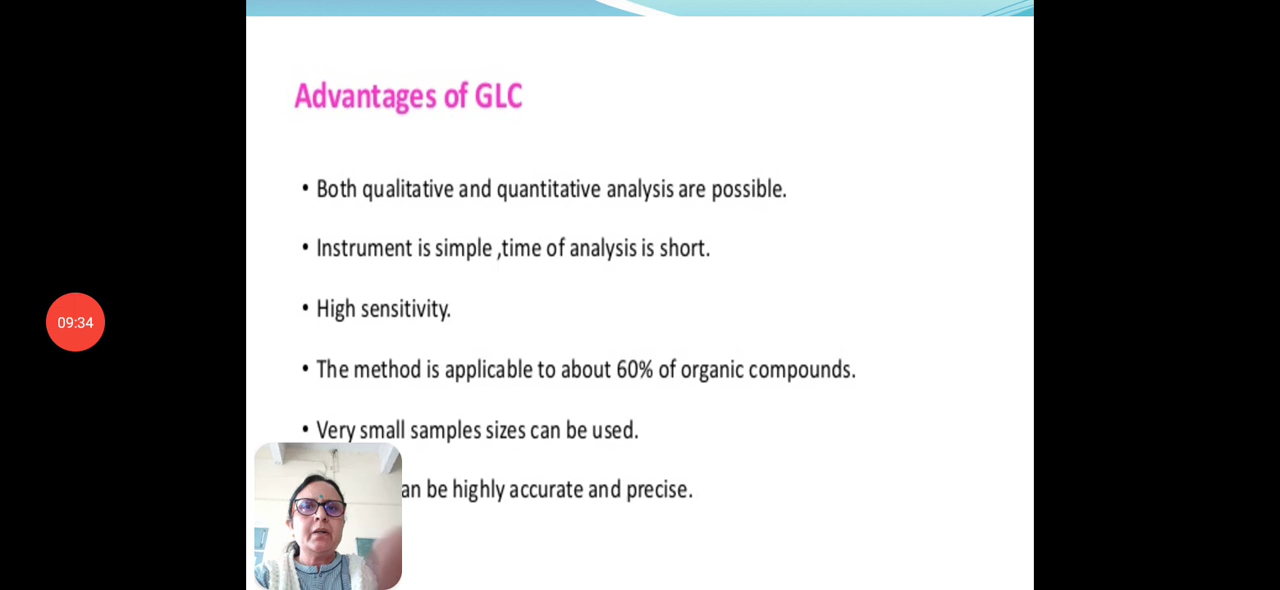 Advantages of GLC
• Both qualitative and quantitative analysis are possible.
• Instrument is simple ,time of analysis is short.
• High sensitivity.
09:34
• The method is applicable to about 60% of organic compounds.
• Very small samples sizes can be used.
be highly accurate and precise.